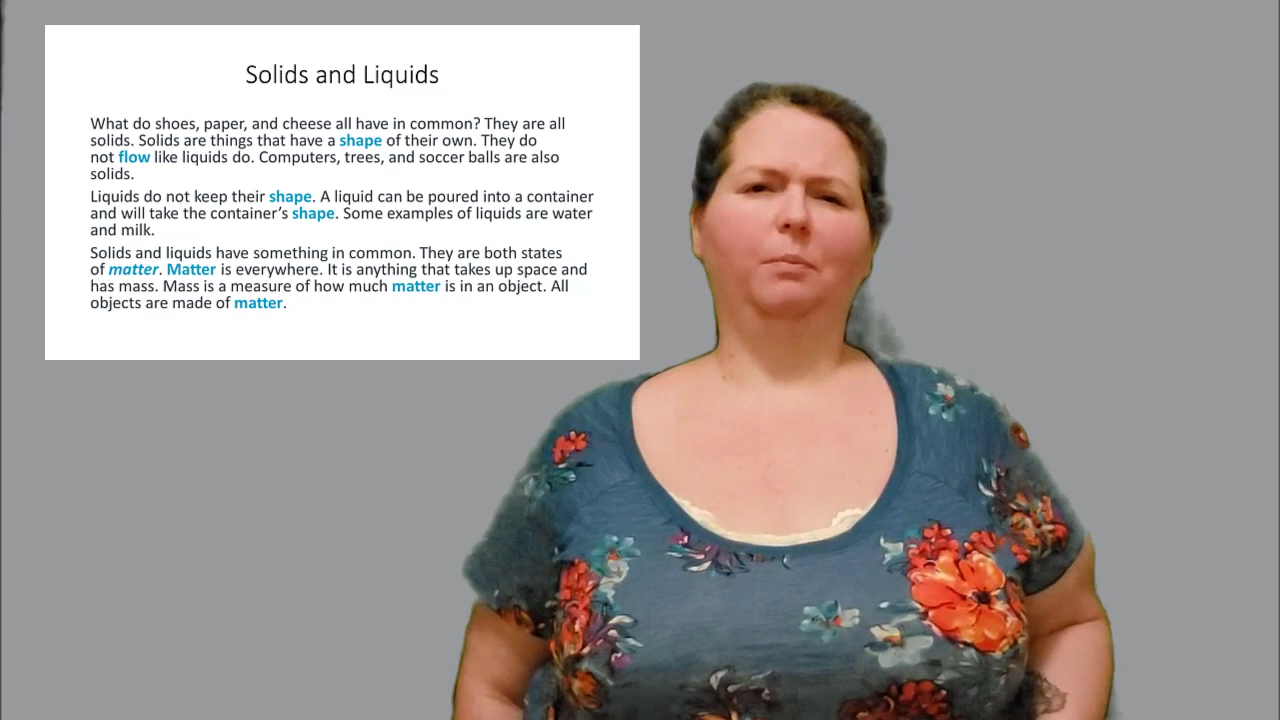 Solids and Liquids
What do shoes, paper, and cheese all have in common? They are all
solids. Solids are things that have a shape of their own. They do
not flow like liquids do. Computers, trees, and soccer balls are also
solids.
Liquids do not keep their shape. A liquid can be poured into a container
and will take the container’s shape. Some examples of liquids are water
and milk.
Solids and liquids have something in common. They are both states
of matter. Matter is everywhere. It is anything that takes up space and
has mass. Mass is a measure of how much matter is in an object. All
objects are made of matter.